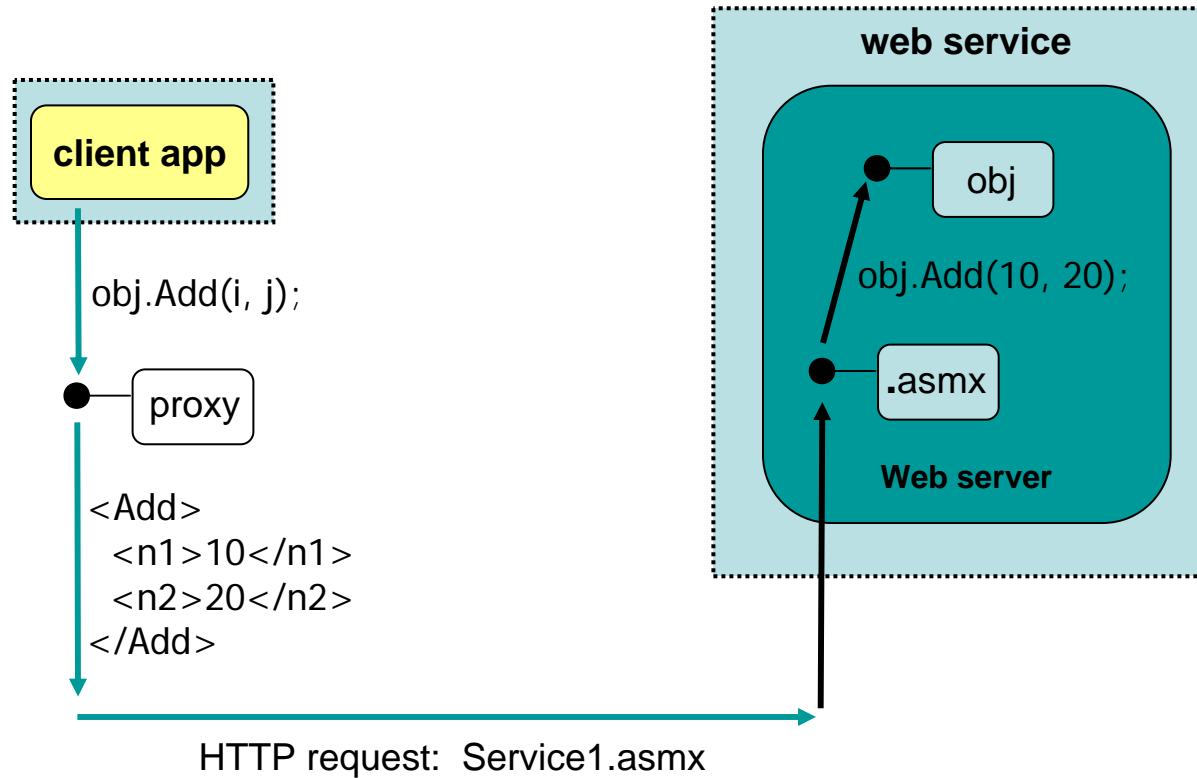 web service
client app
obj
obj.Add(i, j);
obj.Add(10, 20);
.asmx
proxy
Web server
<Add>
<n1>10</n1>
<n2>20</n2>
</Add>
HTTP request: Service1.asmx